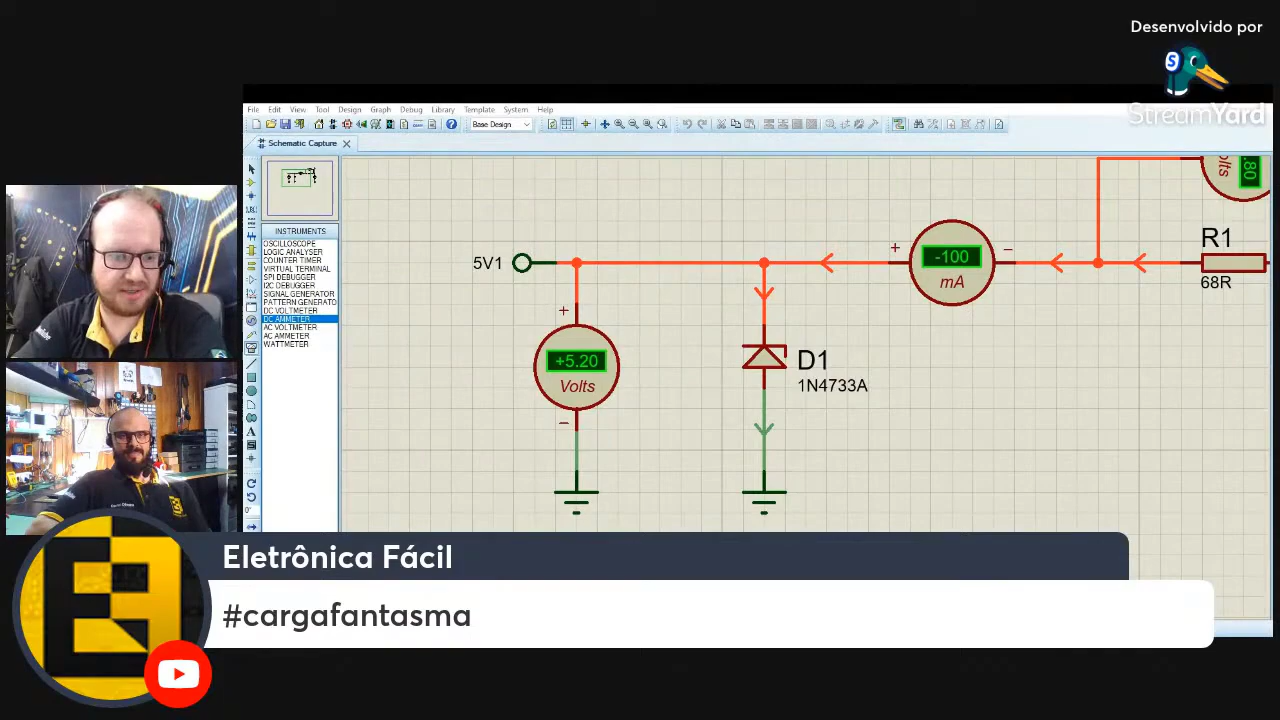 Desenvolvido por
StreamYard
File Edit View Tool Design Graph Debug Library Template System Help
Base Design
Schematic Capture
INSTRUMENTS
OSCILLOSCOPE
LOGIC ANALYSER
COUNTER TIMER
VIRTUAL TERMINAL
SPI DEBUGGER
I2C DEBUGGER
SIGNAL GENERATOR
PATTERN GENERATO
DC VOLTMETER
DC AMMETER
AC VOLTMETER
AC AMMETER
WATTMETER
5V1
+
+5.20
Volts
−
D1
1N4733A
+
-100
mA
−
.80
olts
R1
68R
Eletrônica Fácil
#cargafantasma